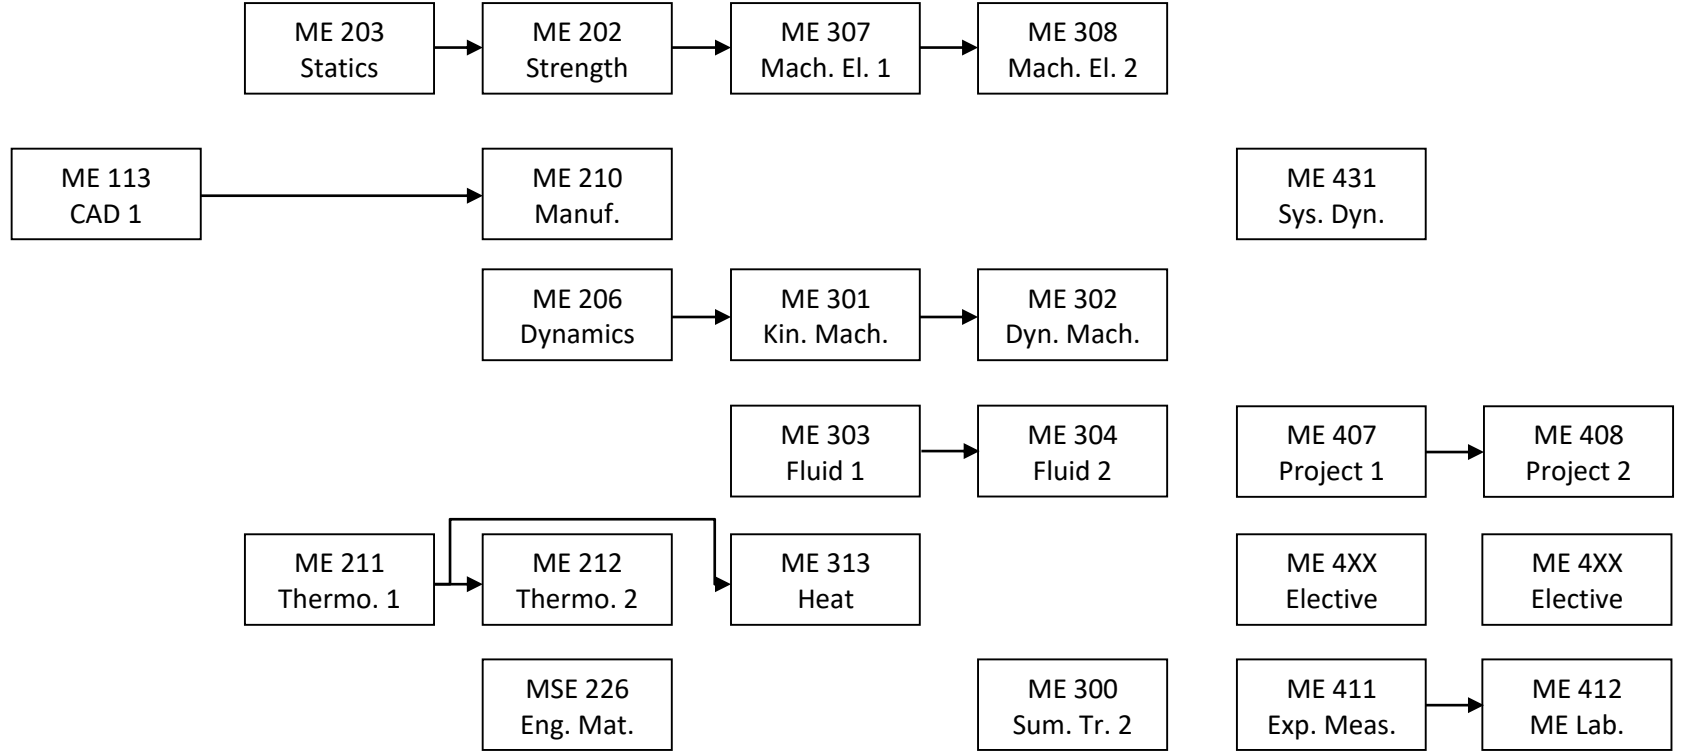 ME 203
Statics
ME 202
Strength
ME 307
Mach. El. 1
ME 308
Mach. El. 2
ME 113
CAD 1
ME 210
Manuf.
ME 431
Sys. Dyn.
ME 206
Dynamics
ME 301
Kin. Mach.
ME 302
Dyn. Mach.
ME 303
Fluid 1
ME 304
Fluid 2
ME 407
Project 1
ME 408
Project 2
ME 211
Thermo. 1
ME 212
Thermo. 2
ME 313
Heat
ME 4XX
Elective
ME 4XX
Elective
MSE 226
Eng. Mat.
ME 300
Sum. Tr. 2
ME 411
Exp. Meas.
ME 412
ME Lab.